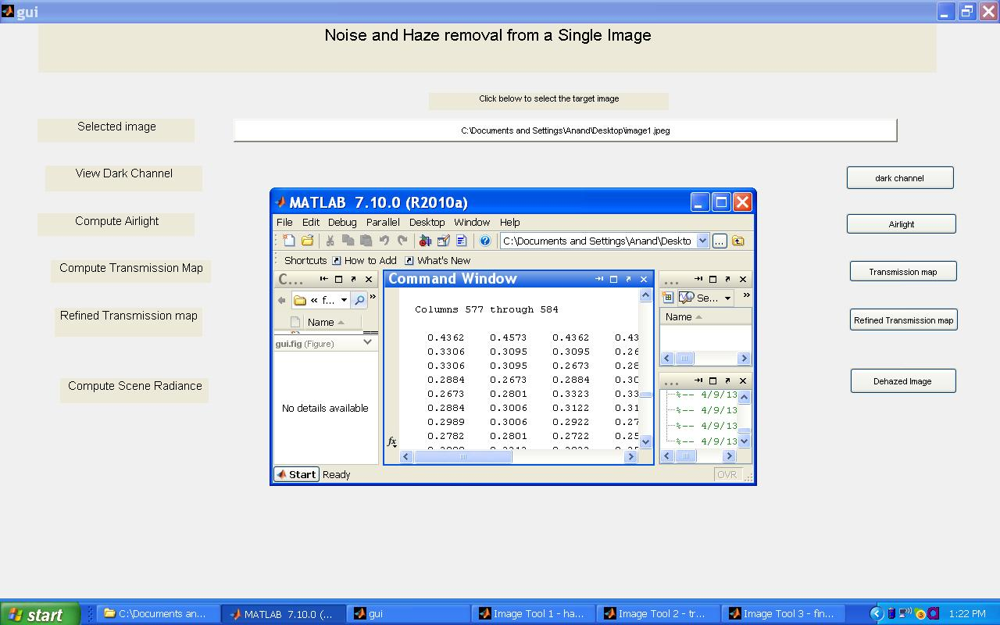 gui
Noise and Haze removal from a Single Image
Click below to select the target image
Selected image
C:\Documents and Settings\Anand\Desktop\image1.jpeg
View Dark Channel
dark channel
Compute Airlight
Airlight
Compute Transmission Map
Transmission map
Refined Transmission map
Refined Transmission map
Compute Scene Radiance
Dehazed Image
MATLAB 7.10.0 (R2010a)
File Edit Debug Parallel Desktop Window Help
C:\Documents and Settings\Anand\Deskto
Shortcuts How to Add What's New
C...
Command Window
...
« f...
Se...
Name
Name
gui.fig (Figure)
No details available
Columns 577 through 584
0.4362 0.4573 0.4362 0.43
0.3306 0.3095 0.3095 0.26
0.3306 0.3095 0.2673 0.28
0.2884 0.2673 0.2884 0.30
0.2673 0.2801 0.3323 0.33
0.2884 0.3006 0.3122 0.31
0.2989 0.3006 0.2922 0.27
0.2782 0.2801 0.2722 0.25
fx
...
%-- 4/9/13
%-- 4/9/13
%-- 4/9/13
%-- 4/9/13
Start Ready
OVR
start
C:\Documents an...
MATLAB 7.10.0 (...
gui
Image Tool 1 - ha...
Image Tool 2 - tr...
Image Tool 3 - fin...
1:22 PM